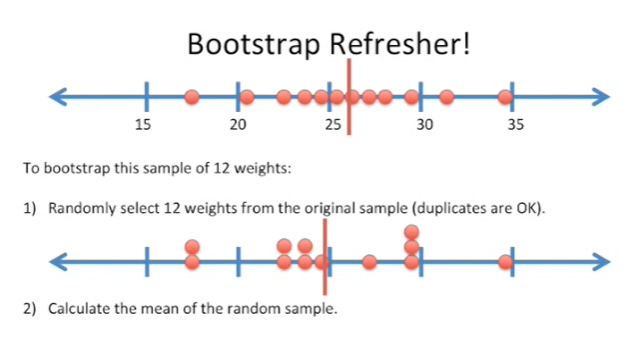 Bootstrap Refresher!
15 20 25 30 35
To bootstrap this sample of 12 weights:
1) Randomly select 12 weights from the original sample (duplicates are OK).
2) Calculate the mean of the random sample.